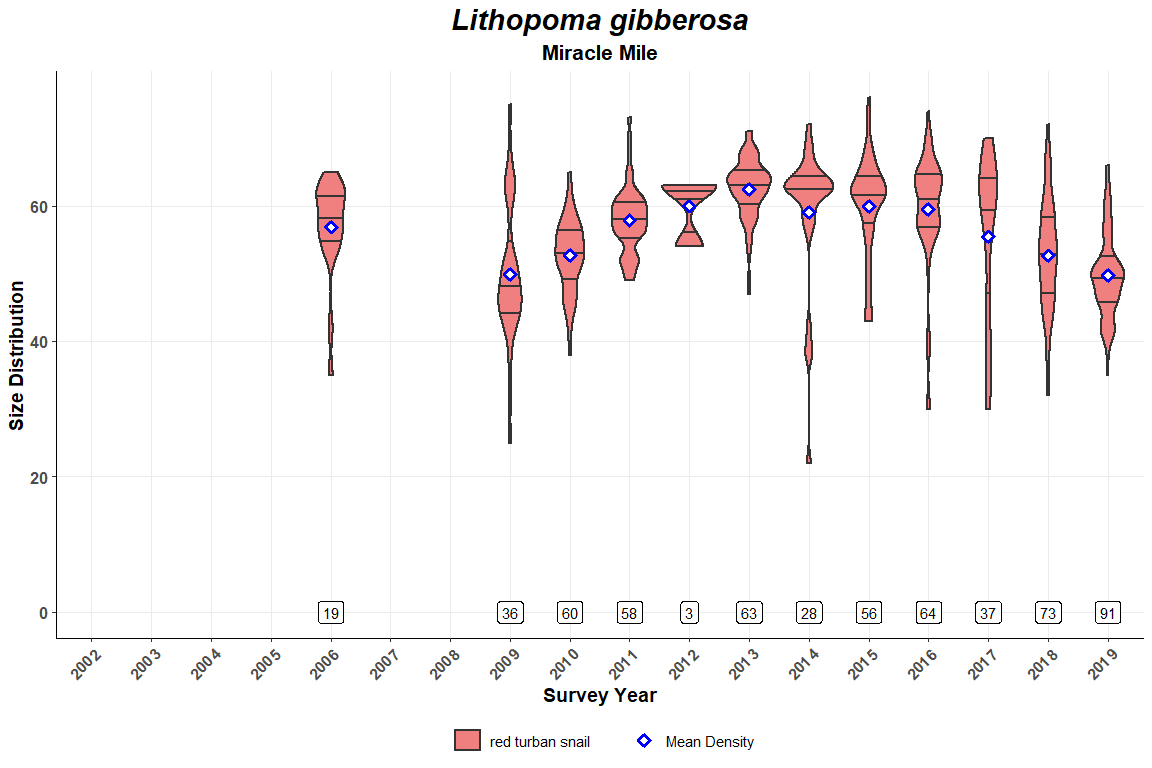 Lithopoma gibberosa
Miracle Mile
Size Distribution
60
40
20
0
19 36 60 58 3 63 28 56 64 37 73 91
2002 2003 2004 2005 2006 2007 2008 2009 2010 2011 2012 2013 2014 2015 2016 2017 2018 2019
Survey Year
red turban snail Mean Density